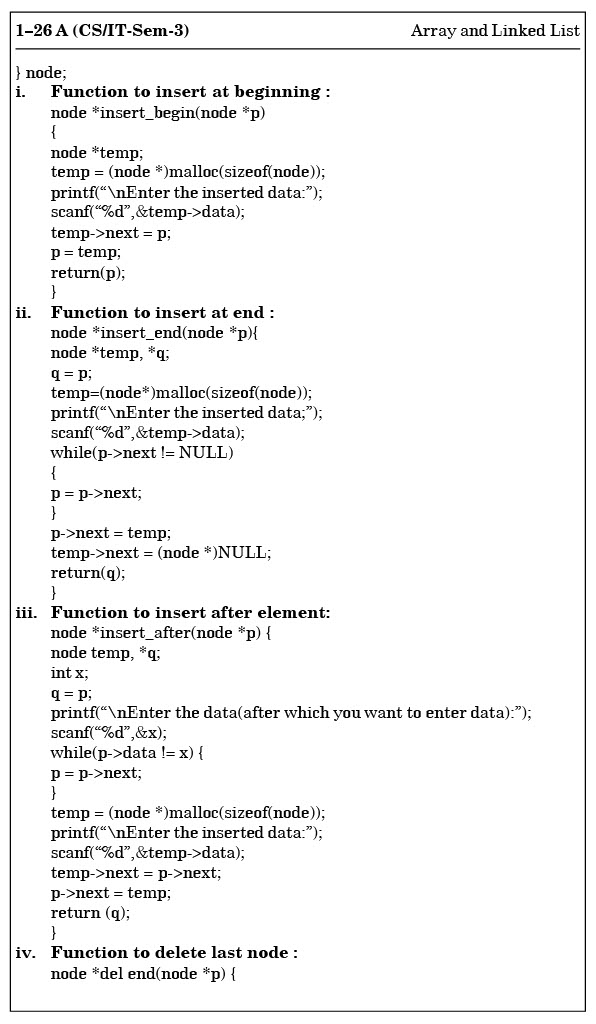 1–26 A (CS/IT-Sem-3) Array and Linked List
} node;
i. Function to insert at beginning :
node *insert_begin(node *p)
{
node *temp;
temp = (node *)malloc(sizeof(node));
printf(“\nEnter the inserted data:”);
scanf(“%d”,&temp->data);
temp->next = p;
p = temp;
return(p);
}
ii. Function to insert at end :
node *insert_end(node *p){
node *temp, *q;
q = p;
temp=(node*)malloc(sizeof(node));
printf(“\nEnter the inserted data;”);
scanf(“%d”,&temp->data);
while(p->next != NULL)
{
p = p->next;
}
p->next = temp;
temp->next = (node *)NULL;
return(q);
}
iii. Function to insert after element:
node *insert_after(node *p) {
node temp, *q;
int x;
q = p;
printf(“\nEnter the data(after which you want to enter data):”);
scanf(“%d”,&x);
while(p->data != x) {
p = p->next;
}
temp = (node *)malloc(sizeof(node));
printf(“\nEnter the inserted data:”);
scanf(“%d”,&temp->data);
temp->next = p->next;
p->next = temp;
return (q);
}
iv. Function to delete last node :
node *del end(node *p) {